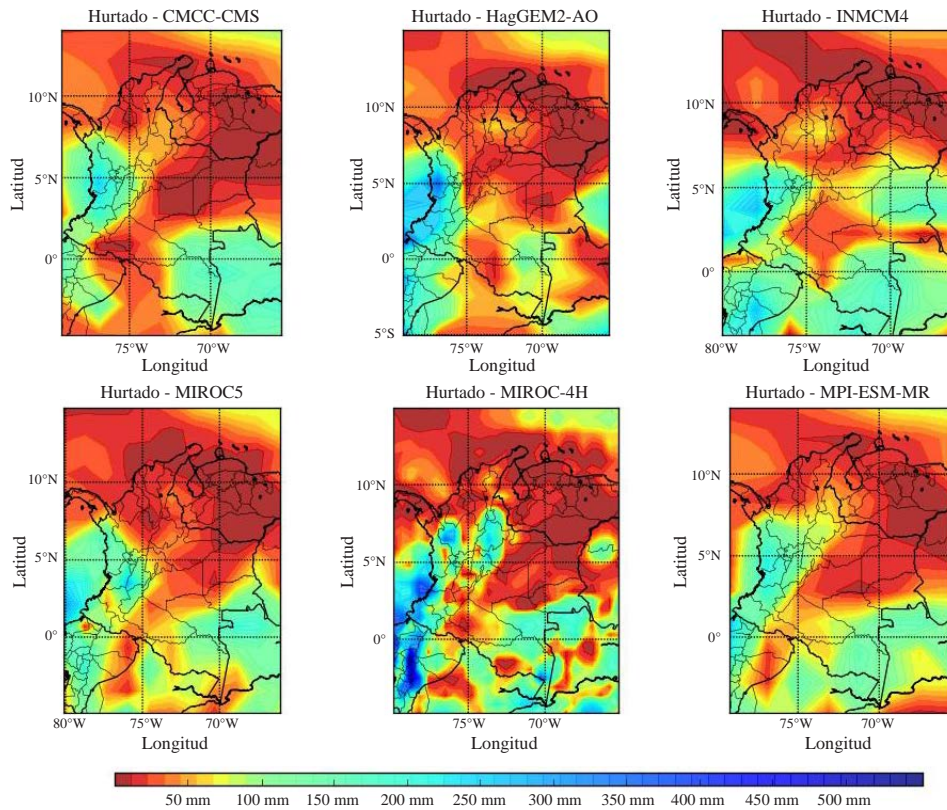 Hurtado - CMCC-CMS
Hurtado - HagGEM2-AO
Hurtado - INMCM4
Latitud
10°N
5°N
0°
75°W 70°W
Longitud
Latitud
10°N
5°N
0°
5°S
75°W 70°W
Longitud
Latitud
10°N
5°N
0°
80°W 75°W 70°W
Longitud
Hurtado - MIROC5
Hurtado - MIROC-4H
Hurtado - MPI-ESM-MR
Latitud
10°N
5°N
0°
80°W 75°W 70°W
Longitud
Latitud
10°N
5°N
0°
75°W 70°W
Longitud
Latitud
10°N
5°N
0°
75°W 70°W
Longitud
50 mm 100 mm 150 mm 200 mm 250 mm 300 mm 350 mm 400 mm 450 mm 500 mm